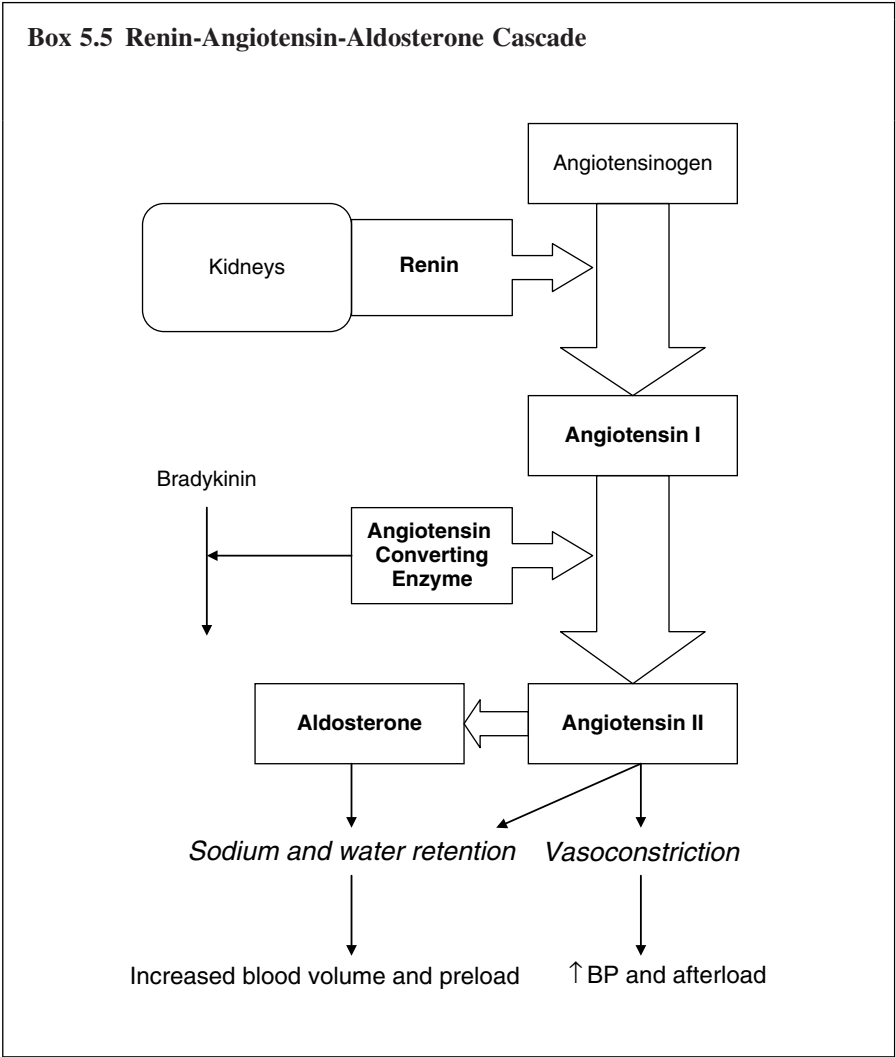 Box 5.5 Renin-Angiotensin-Aldosterone Cascade
Angiotensinogen
Kidneys
Renin
Angiotensin I
Bradykinin
Angiotensin
Converting
Enzyme
Aldosterone
Angiotensin II
Sodium and water retention
Vasoconstriction
Increased blood volume and preload
↑BP and afterload